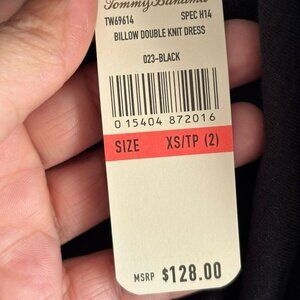 Tommy Bahama
TW69614 SPEC H14
BILLOW DOUBLE KNIT DRESS
023-BLACK
0 15404 872016
SIZE XS/TP (2)
MSRP $128.00